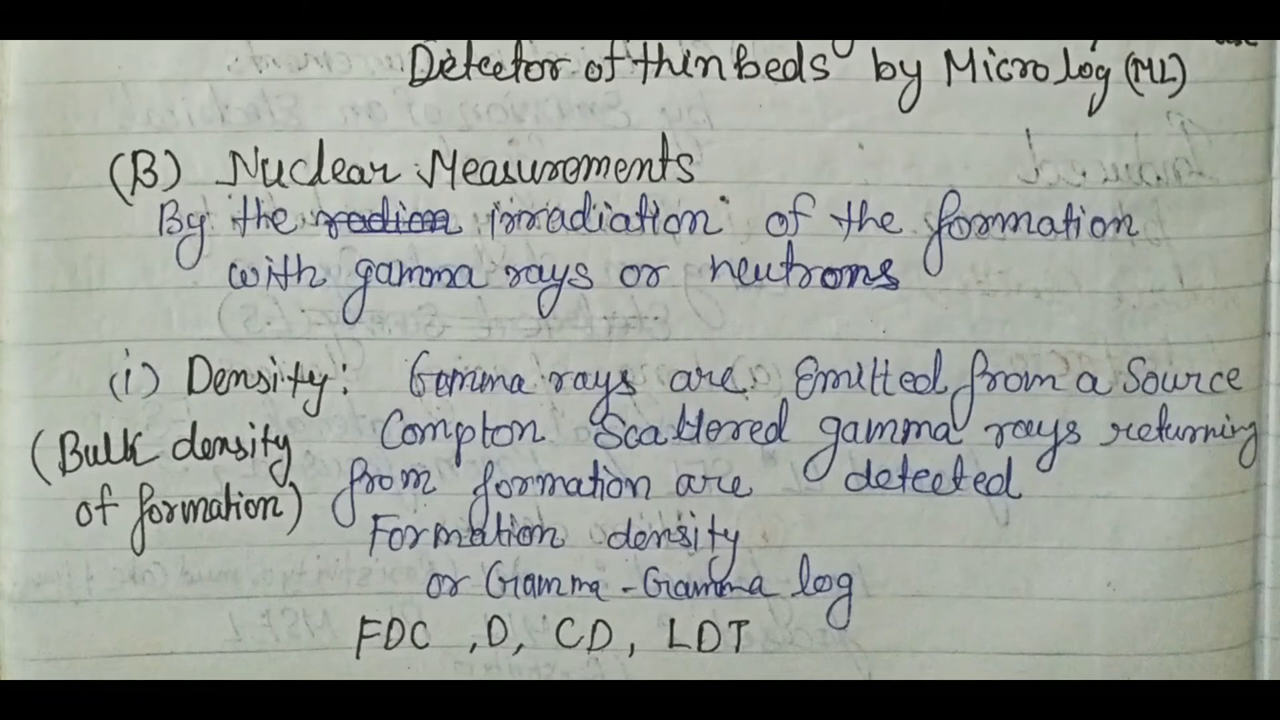 Detector of thin beds by Micro log (ML)
(B) Nuclear Measurements
By the irradiation of the formation
with gamma rays or neutrons
(i) Density: Gamma rays are Emitted from a Source
(Bulk density Compton Scattered gamma rays returning
of formation) from formation are detected
Formation density
or Gamma-Gamma log
FDC, D, CD, LDT